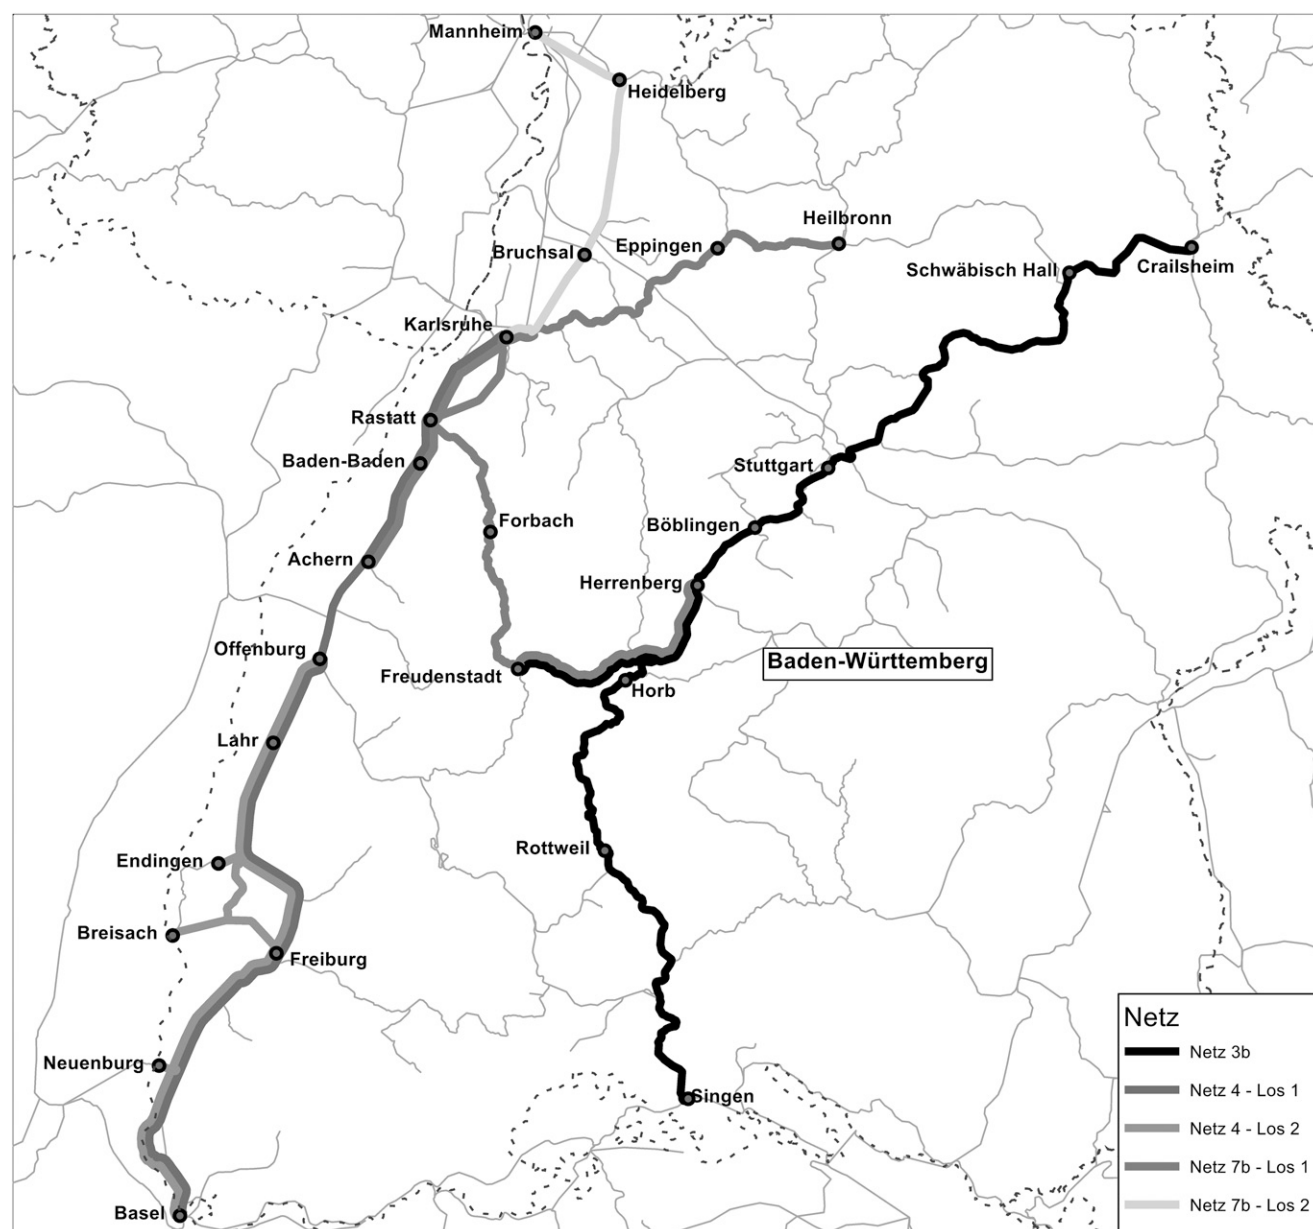 Mannheim
Heidelberg
Heilbronn
Eppingen
Bruchsal
Schwäbisch Hall
Crailsheim
Karlsruhe
Rastatt
Baden-Baden
Stuttgart
Forbach
Böblingen
Achern
Herrenberg
Offenburg
Baden-Württemberg
Freudenstadt
Horb
Lahr
Rottweil
Endingen
Breisach
Freiburg
Neuenburg
Singen
Basel
Netz
Netz 3b
Netz 4 - Los 1
Netz 4 - Los 2
Netz 7b - Los 1
Netz 7b - Los 2